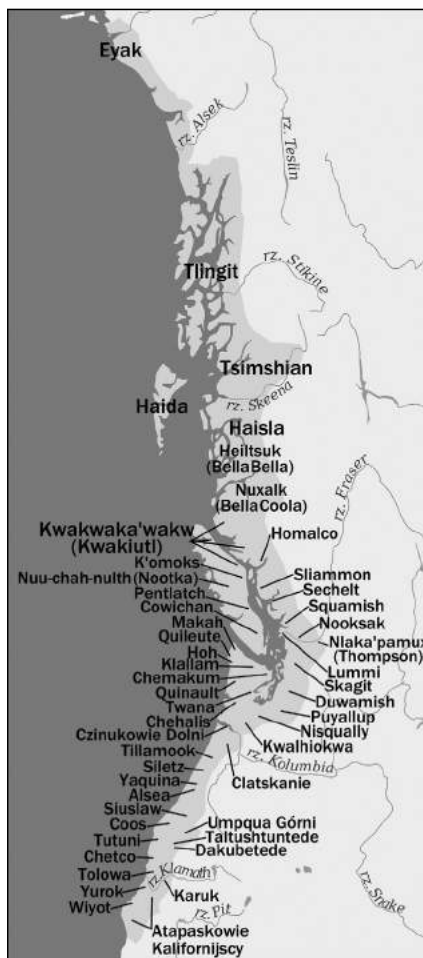 Eyak
rz. Alsek
rz. Teslin
Tlingit
rz. Stikine
Tsimshian
rz. Skeena
Haida
Haisla
Heiltsuk
(BellaBella)
Nuxalk
(BellaCoola)
rz. Fraser
Kwakwaka'wakw
(Kwakiutl)
Homalco
K'omoks
Nuu-chah-nulth (Nootka)
Sliammon
Pentlatch
Sechelt
Cowichan
Squamish
Makah
Nooksak
Quileute
Nlaka'pamux
(Thompson)
Hoh
Lummi
Klallam
Skagit
Chemakum
Duwamish
Quinault
Puyallup
Twana
Nisqually
Chehalis
Kwalhiokwa
Czinukowie Dolni
Tillamook
rz. Kolumbia
Siletz
Clatskanie
Yaquina
Alsea
Siuslaw
Coos
Umpqua Górni
Tutuni
Taltushtuntede
Chetco
Dakubetede
Tolowa
rz. Klamath
Yurok
Karuk
rz. Snake
Wiyot
rz. Pit
Atapaskowie
Kalifornijscy